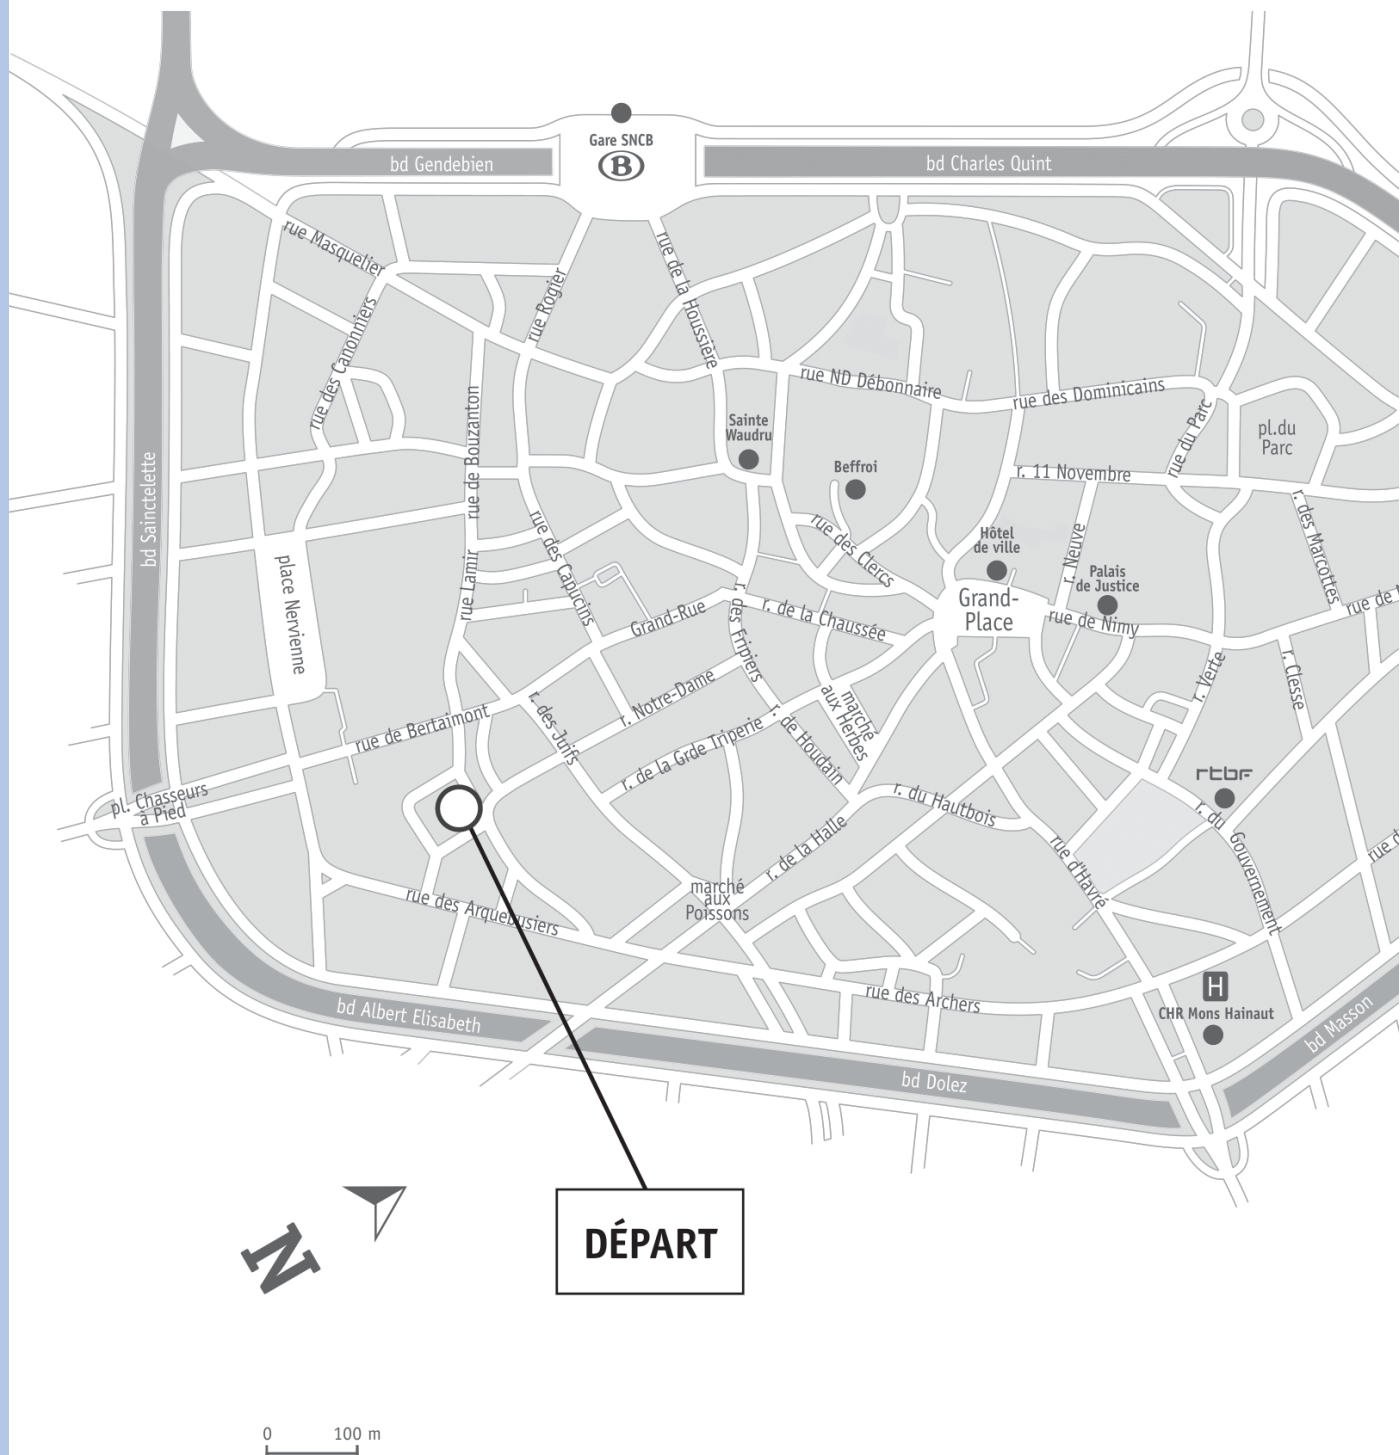 Gare SNCB
B
bd Gendebien
bd Charles Quint
rue Masquelier
rue Rogier
rue de la Houssière
rue des Canonniers
rue ND Débonnaire
rue des Dominicains
rue du Parc
pl.du
Parc
rue de Bouzanton
Sainte
Waudru
Beffroi
r. 11 Novembre
bd Sainctelette
rue des Capucins
rue des Clercs
Hôtel
de ville
r. Neuve
Palais
de Justice
r. des Marcottes
place Nervienne
rue Lamir
Grand-Rue
r. des Fripiers
r. de la Chaussée
Grand-
Place
rue de Nimy
r. Verte
r. Clesse
rue de
rue de Bertaimont
r. des Juifs
r. Notre-Dame
r. de la Grde Triperie
r. de Houdain
marché
aux Herbes
pl. Chasseurs
à Pied
r. du Hautbois
rtbf
r. du Gouvernement
rue d
r. de la Halle
rue d'Havré
marché
aux
Poissons
rue des Arquebusiers
rue des Archers
H
CHR Mons Hainaut
bd Albert Elisabeth
bd Dolez
bd Masson
N
DÉPART
0 100 m